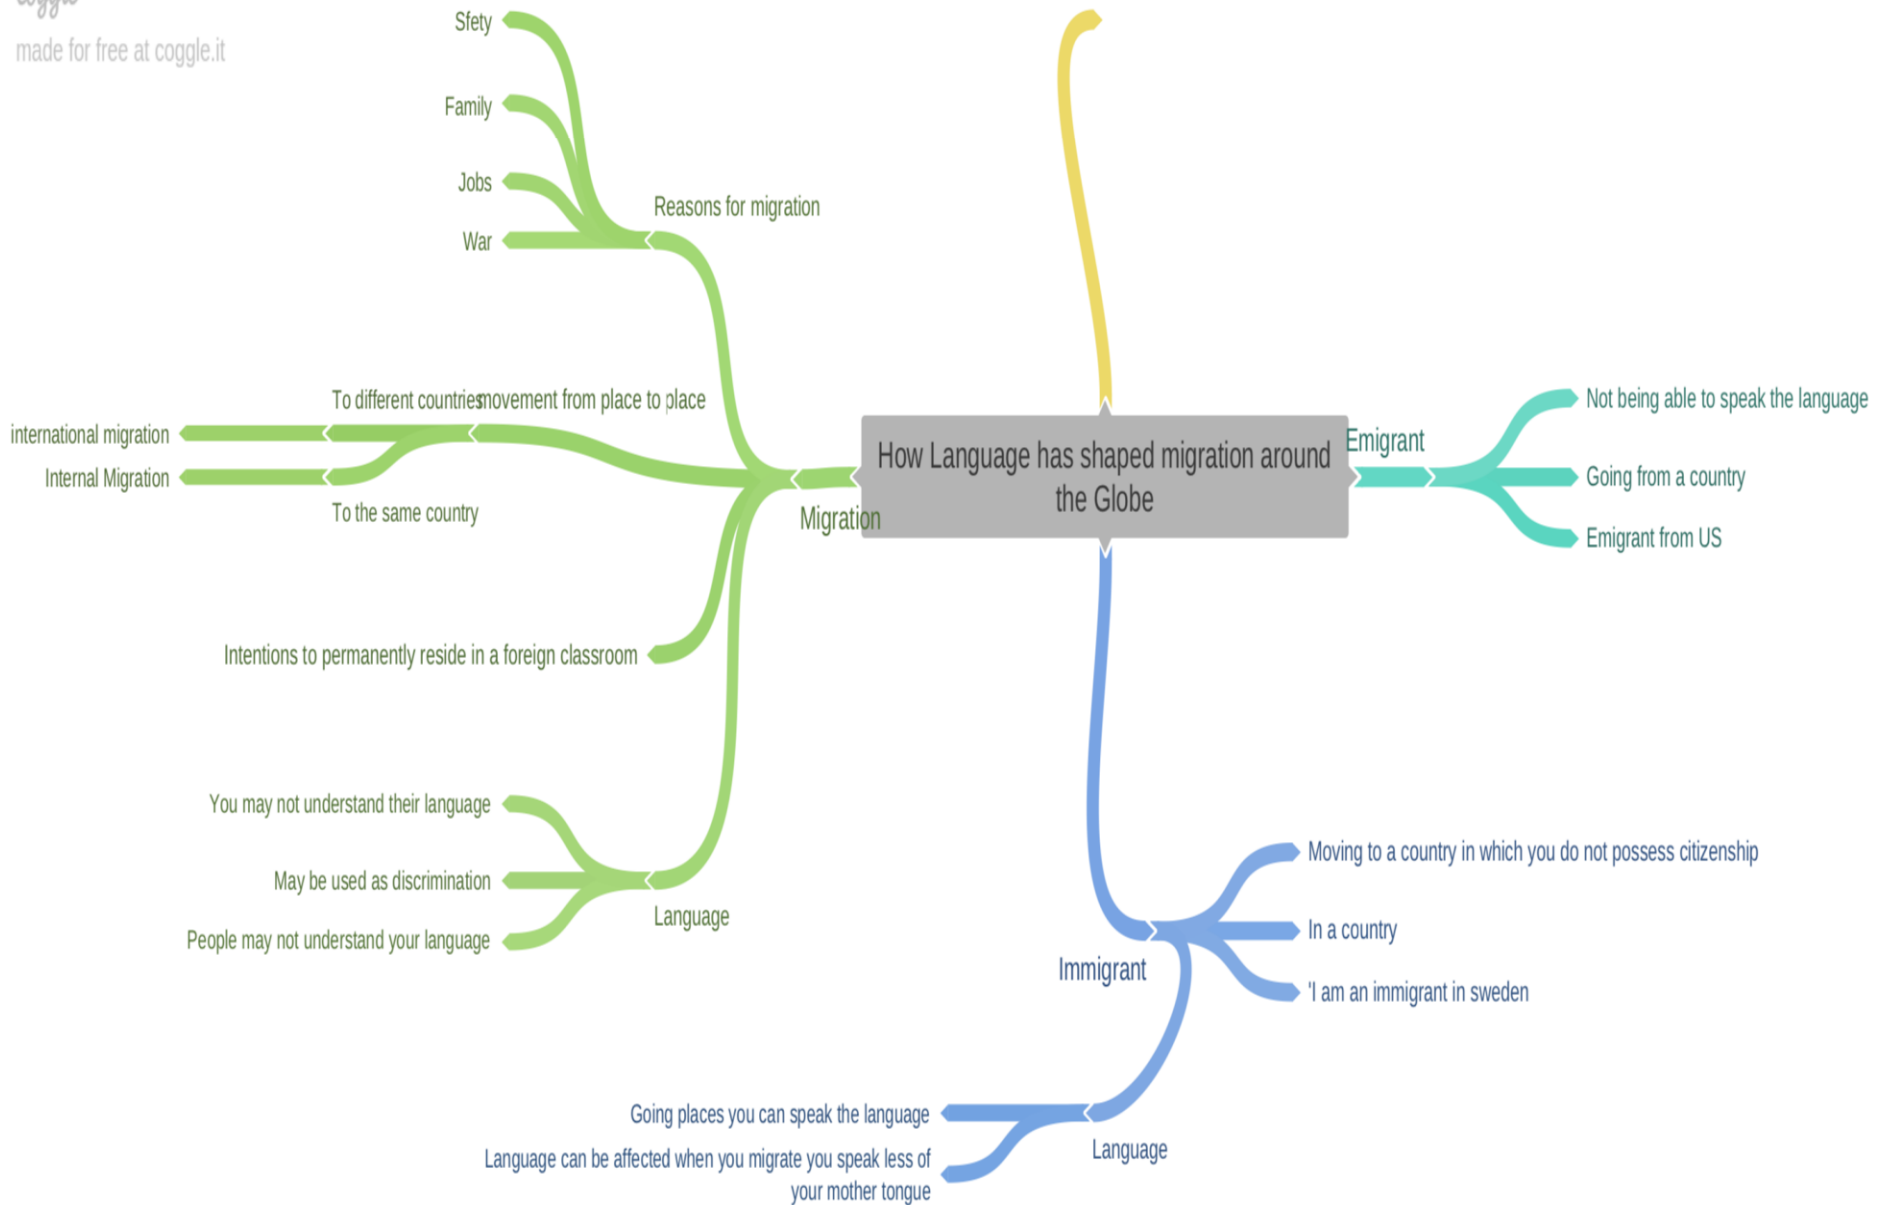 made for free at coggle.it
Sfety
Family
Jobs
War
Reasons for migration
To different countries
movement from place to place
international migration
Internal Migration
To the same country
Migration
Intentions to permanently reside in a foreign classroom
You may not understand their language
May be used as discrimination
People may not understand your language
Language
How Language has shaped migration around
the Globe
Emigrant
Not being able to speak the language
Going from a country
Emigrant from US
Immigrant
Moving to a country in which you do not possess citizenship
In a country
'I am an immigrant in sweden
Language
Going places you can speak the language
Language can be affected when you migrate you speak less of
your mother tongue